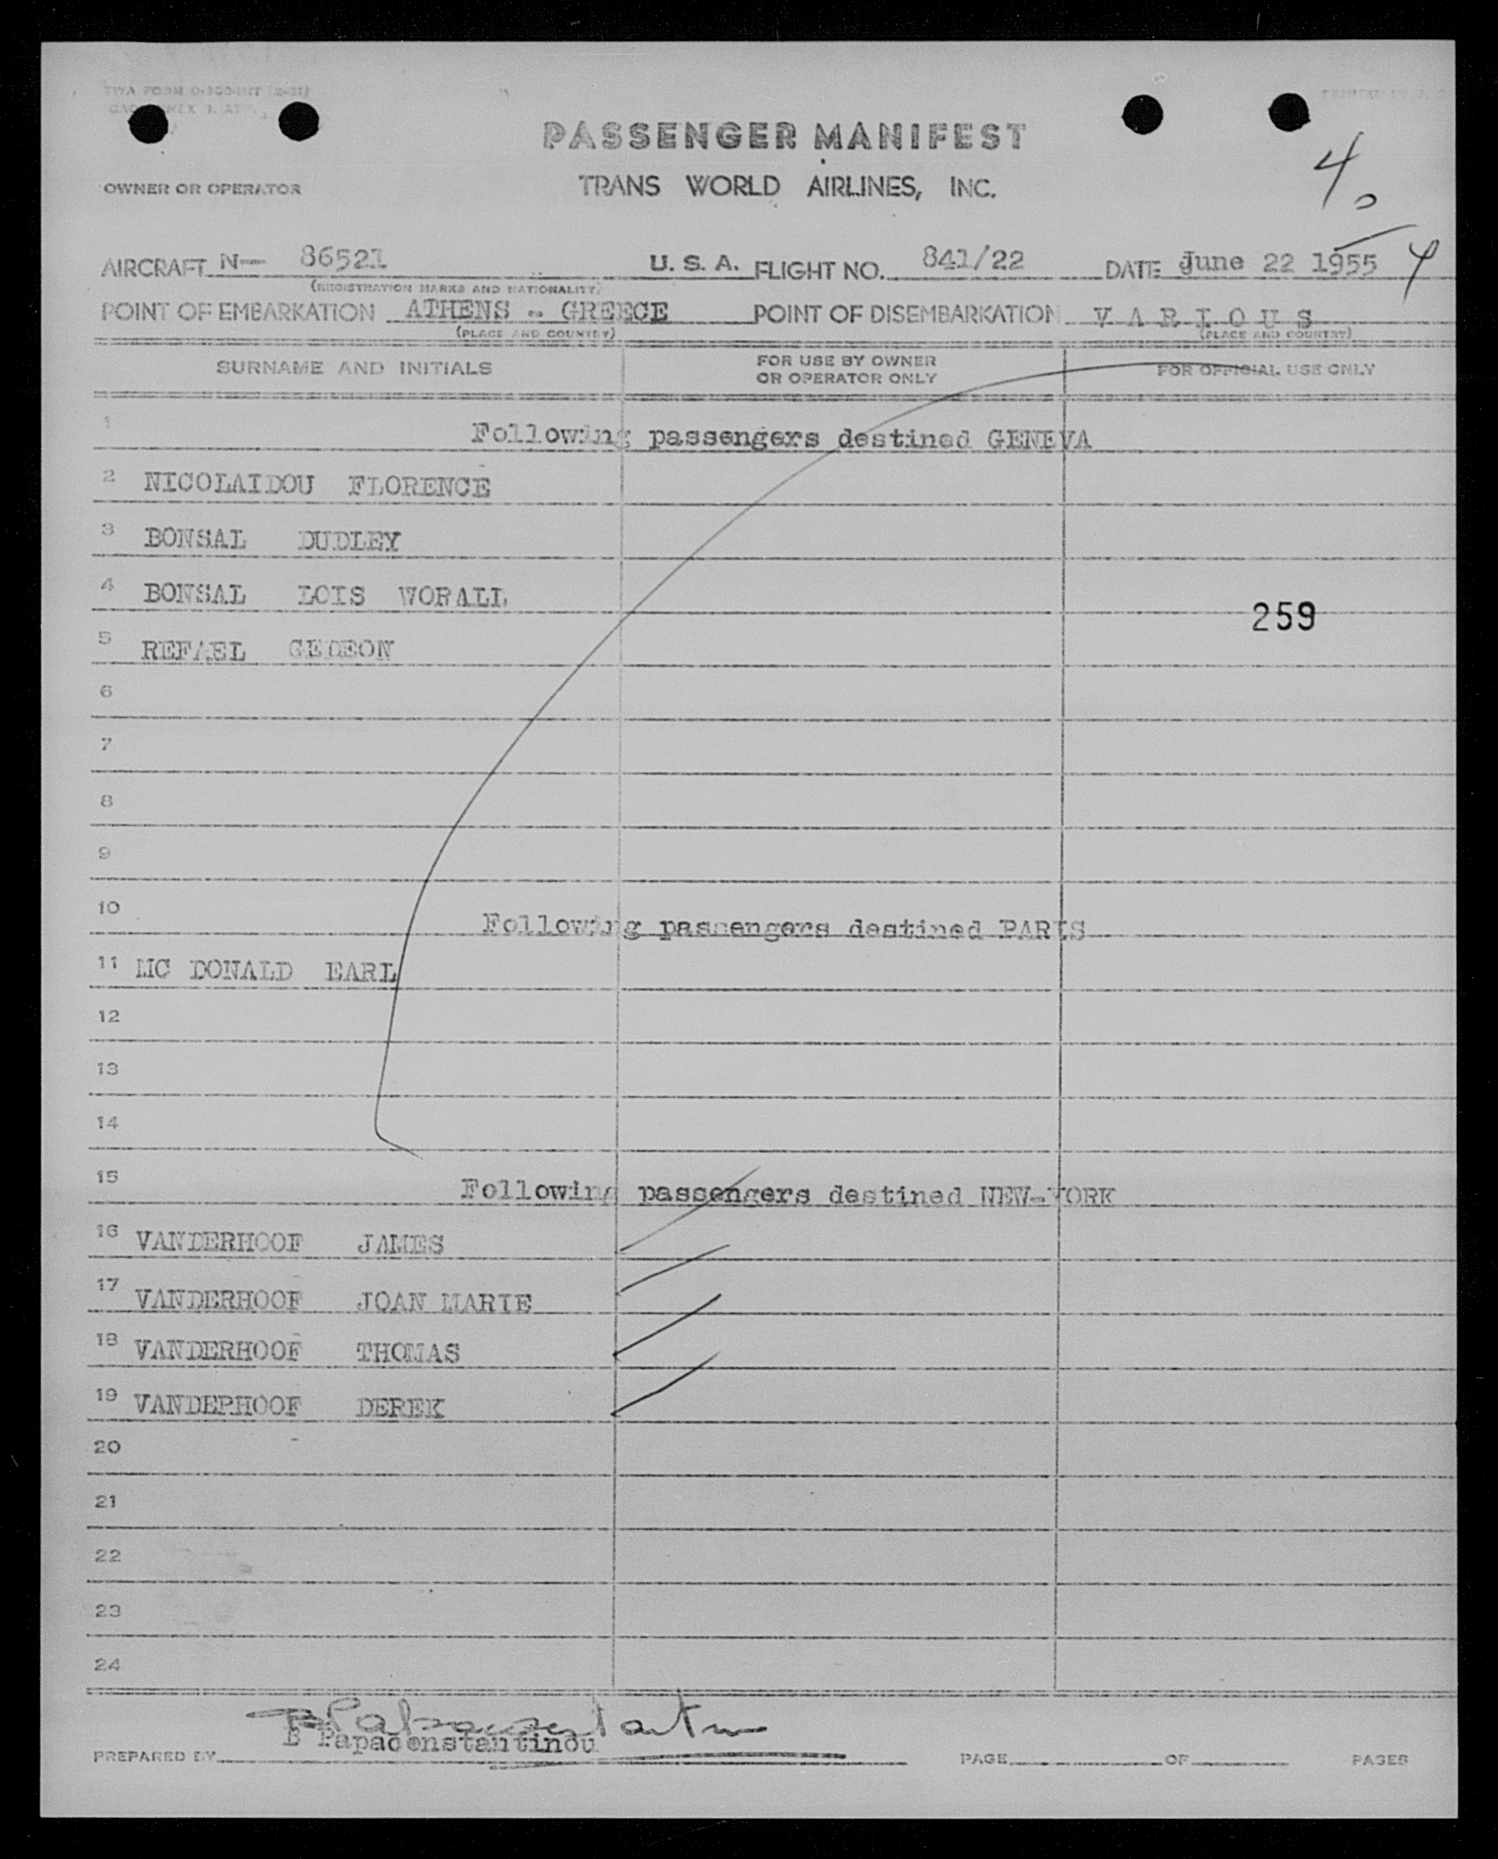 PASSENGER MANIFEST
OWNER OR OPERATOR TRANS WORLD AIRLINES, INC.
4
AIRCRAFT N— 86521 U. S. A. FLIGHT NO. 841/22 DATE June 22 1955
(REGISTRATION MARKS AND NATIONALITY)
POINT OF EMBARKATION ATHENS - GREECE POINT OF DISEMBARKATION V A R I O U S
(PLACE AND COUNTRY) (PLACE AND COUNTRY)
SURNAME AND INITIALS FOR USE BY OWNER OR OPERATOR ONLY FOR OFFICIAL USE ONLY
1 Following passengers destined GENEVA
2 NICOLAIDOU FLORENCE
3 BONSAL DUDLEY
4 BONSAL LOIS WORALL
259
5 REFAEL GEDEON
6
7
8
9
10 Following passengers destined PARIS
11 MC DONALD EARL
12
13
14
15 Following passengers destined NEW-YORK
16 VANDERHOOF JAMES
17 VANDERHOOF JOAN MARIE
18 VANDERHOOF THOMAS
19 VANDERHOOF DEREK
20
21
22
23
24
PREPARED BY B Papaconstantinou PAGE OF PAGES